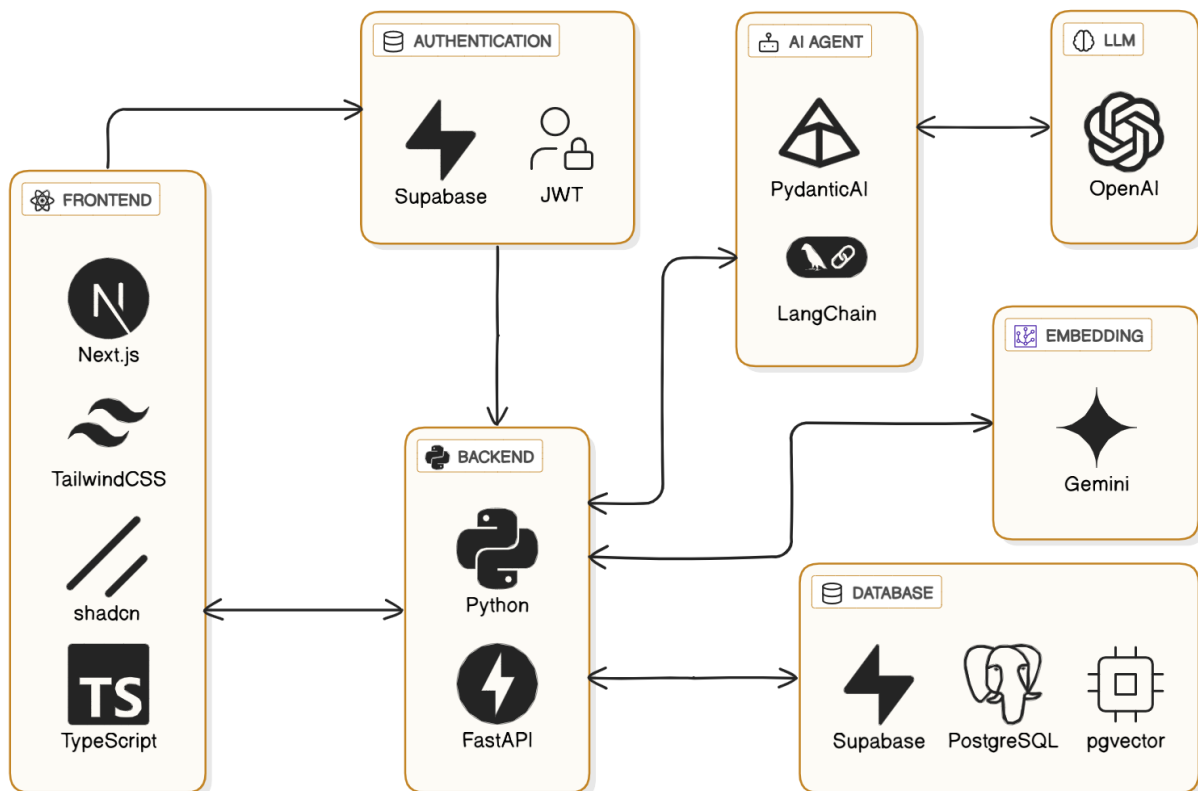 AUTHENTICATION
Supabase
JWT
AI AGENT
PydanticAI
LangChain
LLM
OpenAI
FRONTEND
N
Next.js
TailwindCSS
shadcn
TS
TypeScript
BACKEND
Python
FastAPI
EMBEDDING
Gemini
DATABASE
Supabase
PostgreSQL
pgvector